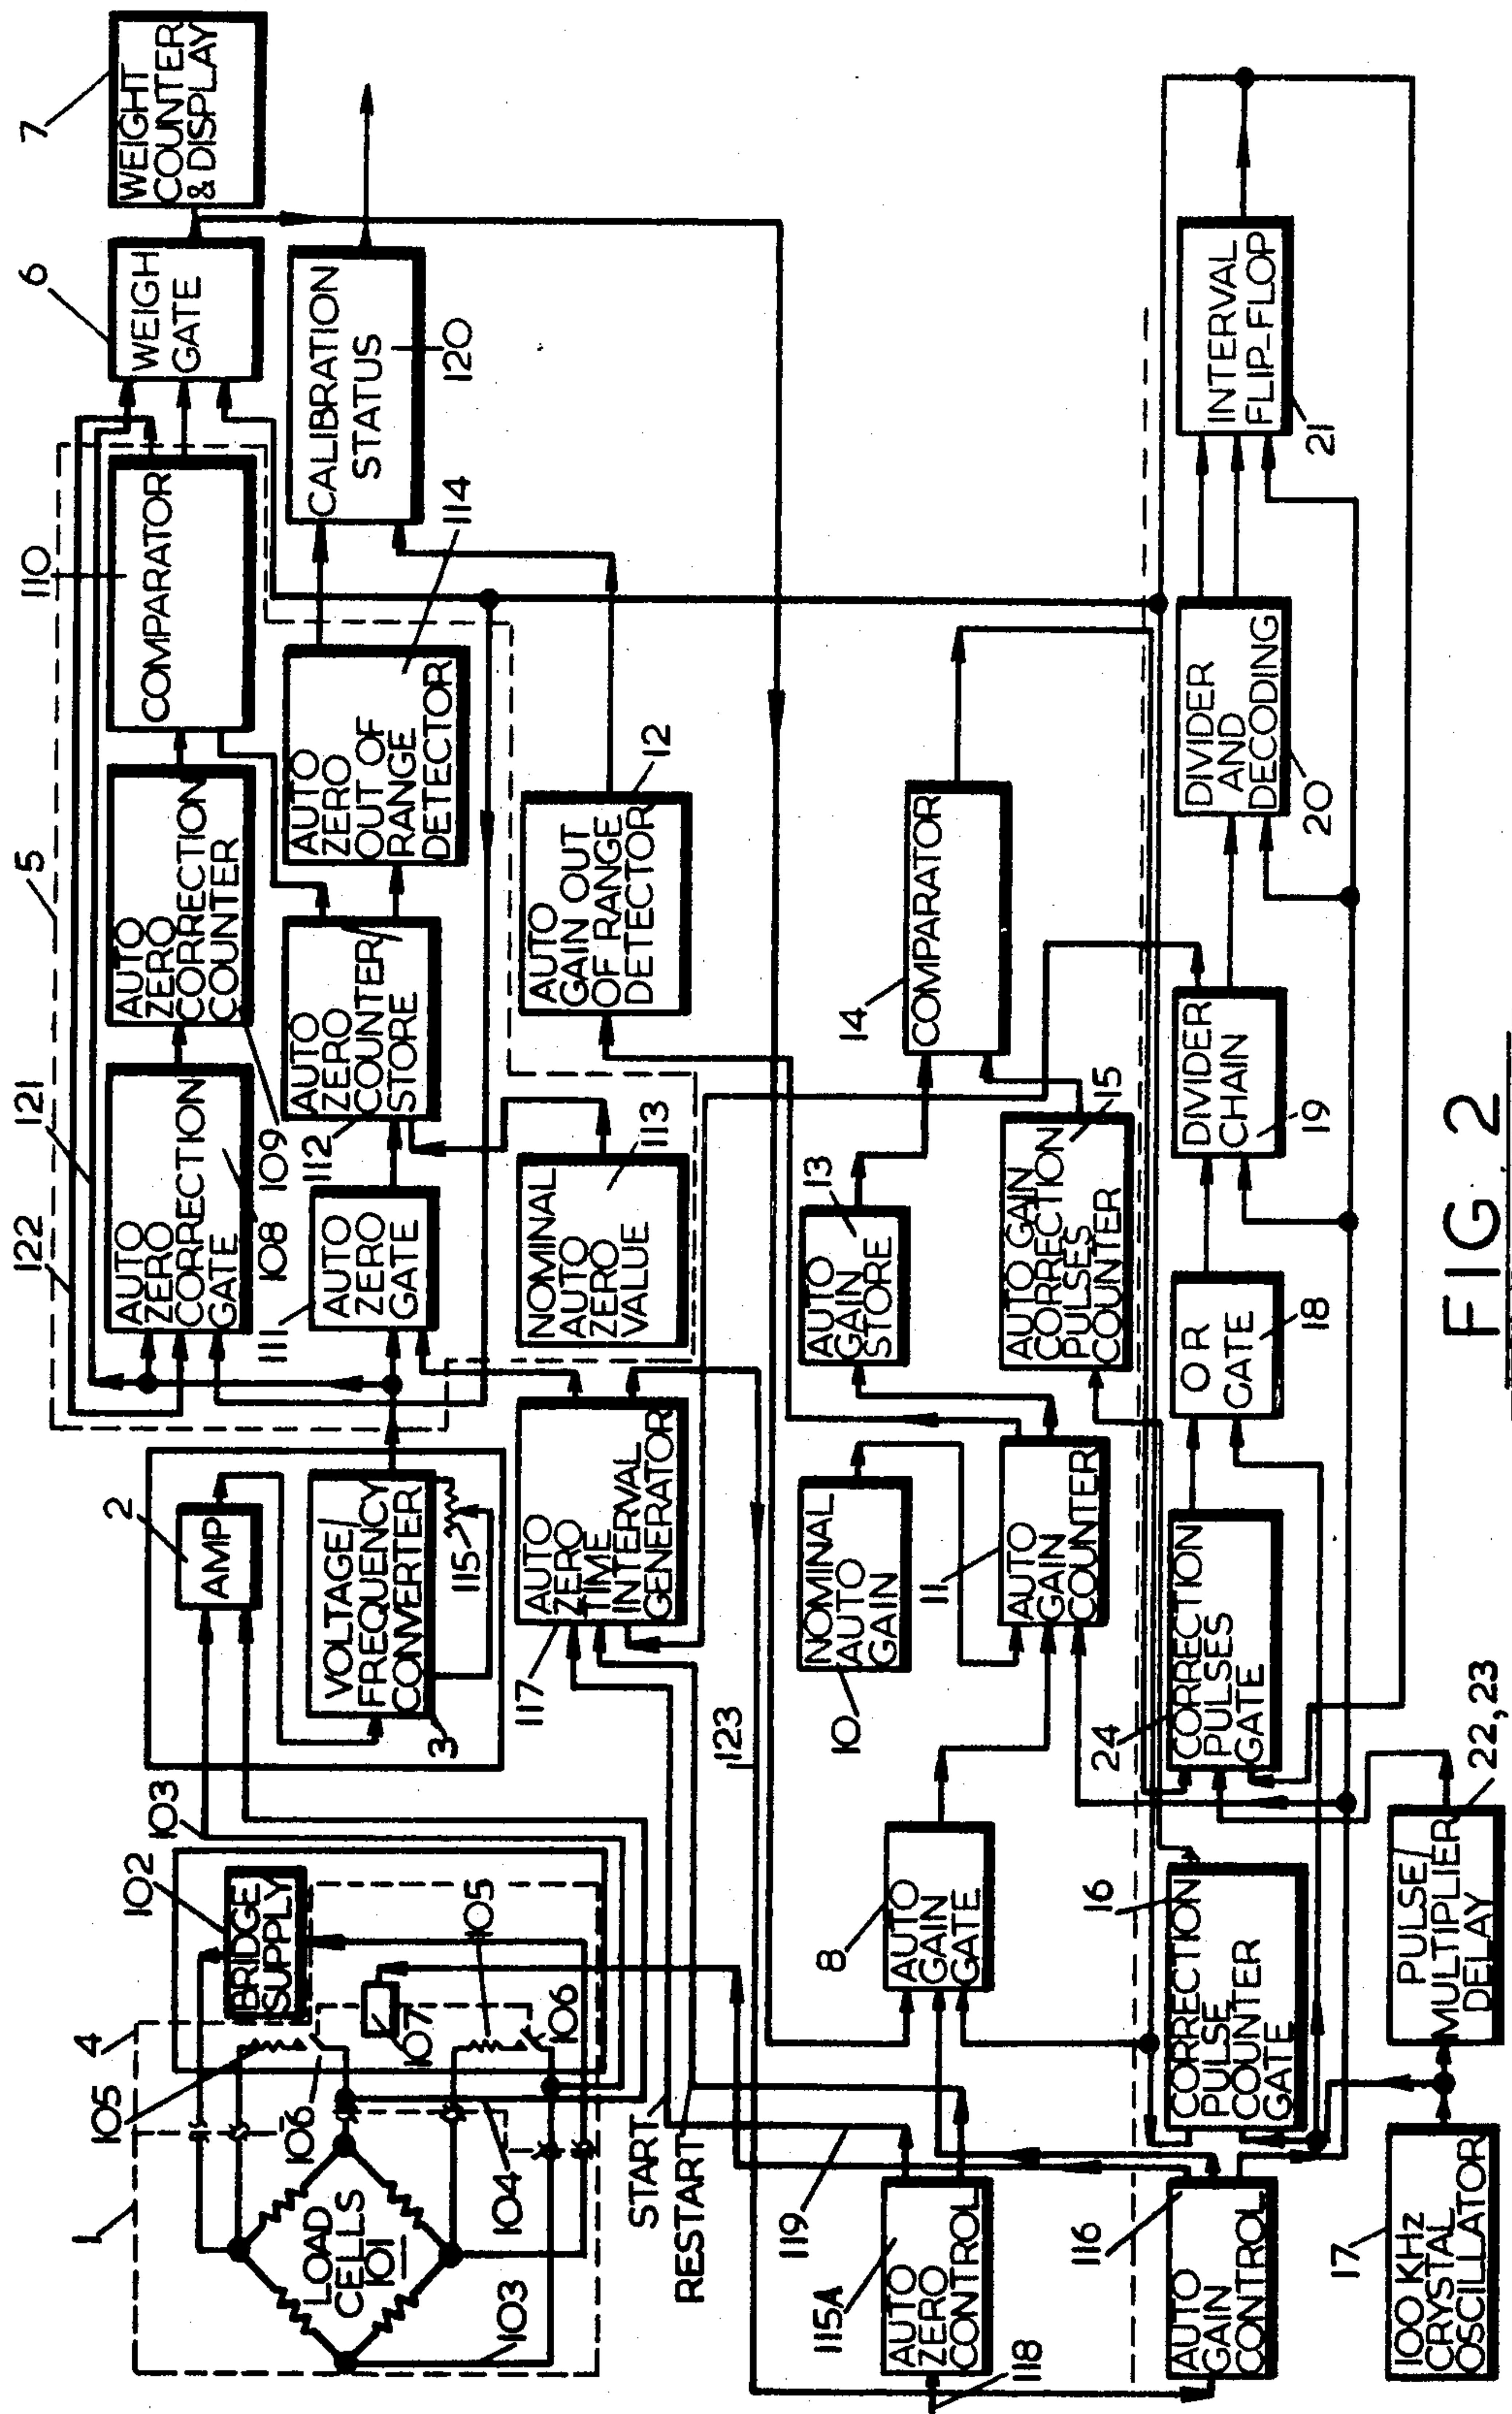 1
4
105
102
BRIDGE
SUPPLY
103
2
AMP
VOLTAGE/
FREQUENCY
CONVERTER
3
115
LOAD
CELLS
101
103
104
105
106
106
107
START
RESTART
122
121
5
AUTO
ZERO
CORRECTION
GATE
108
AUTO
ZERO
CORRECTION
COUNTER
109
110
COMPARATOR
6
WEIGH
GATE
7
WEIGHT
COUNTER
& DISPLAY
111
AUTO
ZERO
GATE
112
AUTO
ZERO
COUNTER/
STORE
AUTO
ZERO
OUT OF
RANGE
DETECTOR
114
CALIBRATION
STATUS
120
117
AUTO
ZERO
TIME
INTERVAL
GENERATOR
NOMINAL
AUTO
ZERO
VALUE
113
AUTO
GAIN OUT
OF RANGE
DETECTOR
12
123
119
115A
AUTO
ZERO
CONTROL
118
8
AUTO
GAIN
GATE
10
NOMINAL
AUTO
GAIN
11
AUTO
GAIN
COUNTER
13
AUTO
GAIN
STORE
AUTO GAIN
CORRECTION
PULSES
COUNTER
15
14
COMPARATOR
116
AUTO
GAIN
CONTROL
16
CORRECTION
PULSE
COUNTER
GATE
24
CORRECTION
PULSES
GATE
OR
GATE
18
DIVIDER
CHAIN
19
DIVIDER
AND
DECODING
20
INTERVAL
FLIP-FLOP
21
17
100 KHz
CRYSTAL
OSCILLATOR
PULSE/
MULTIPLIER
DELAY
22, 23
FIG 2